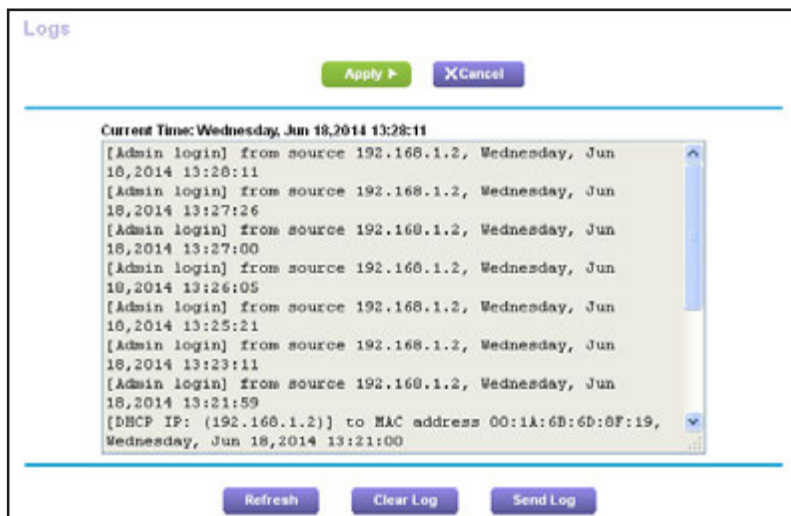 Logs
Apply
Cancel
Current Time: Wednesday, Jun 18,2014 13:28:11
[Admin login] from source 192.168.1.2, Wednesday, Jun
18,2014 13:28:11
[Admin login] from source 192.168.1.2, Wednesday, Jun
18,2014 13:27:26
[Admin login] from source 192.168.1.2, Wednesday, Jun
18,2014 13:27:00
[Admin login] from source 192.168.1.2, Wednesday, Jun
18,2014 13:26:05
[Admin login] from source 192.168.1.2, Wednesday, Jun
18,2014 13:25:21
[Admin login] from source 192.168.1.2, Wednesday, Jun
18,2014 13:23:11
[Admin login] from source 192.168.1.2, Wednesday, Jun
18,2014 13:21:59
[DHCP IP: (192.168.1.2)] to MAC address 00:1A:6B:6D:8F:19,
Wednesday, Jun 18,2014 13:21:00
Refresh
Clear Log
Send Log